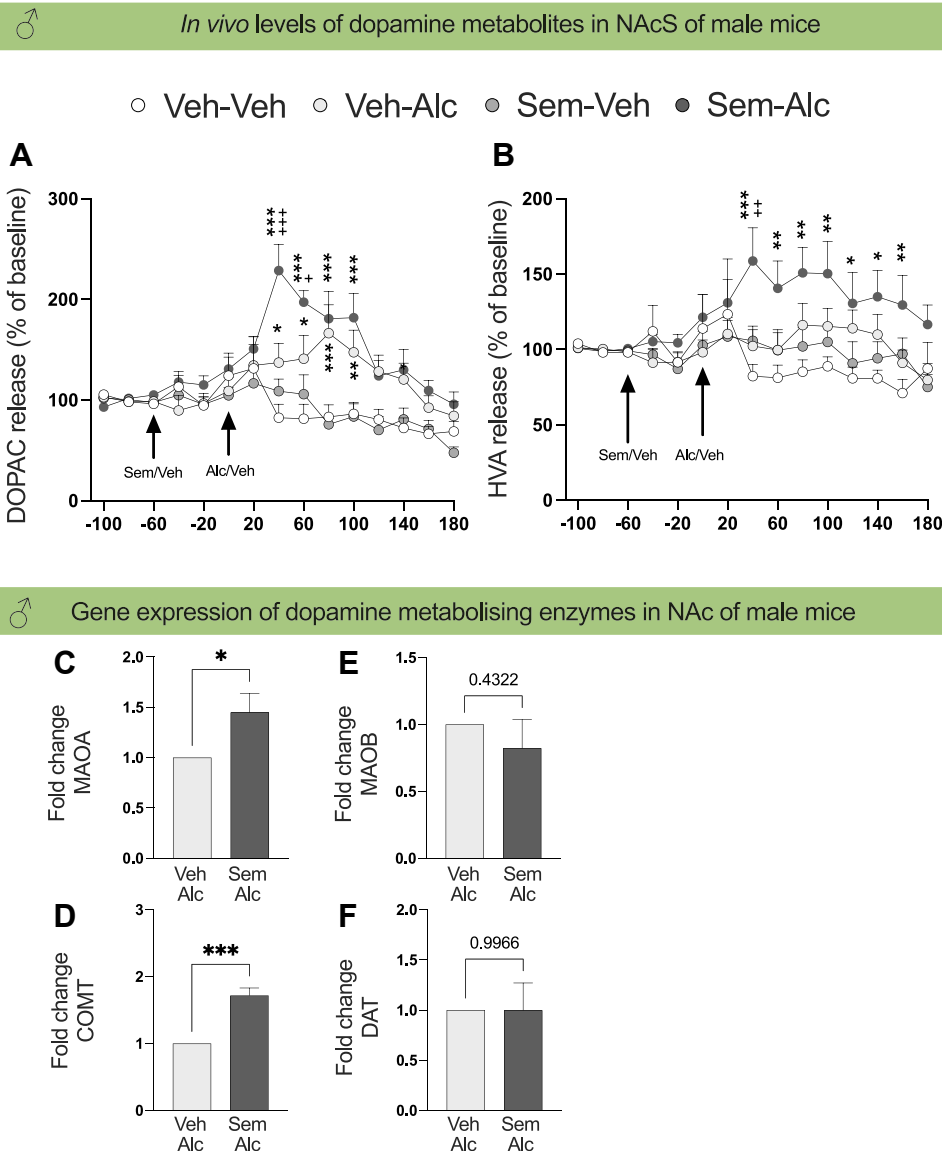 ♂ In vivo levels of dopamine metabolites in NAcS of male mice
Veh-Veh Veh-Alc Sem-Veh Sem-Alc
A
DOPAC release (% of baseline)
300
200
100
0
*** +++
*** +
***
***
*
*
***
**
Sem/Veh
Alc/Veh
-100 -60 -20 20 60 100 140 180
B
HVA release (% of baseline)
200
150
100
50
0
*** ++
**
**
**
*
*
**
Sem/Veh
Alc/Veh
-100 -60 -20 20 60 100 140 180
♂ Gene expression of dopamine metabolising enzymes in NAc of male mice
C
Fold change
MAOA
2.0
1.5
1.0
0.5
0.0
*
Veh Sem
Alc Alc
E
Fold change
MAOB
1.5
1.0
0.5
0.0
0.4322
Veh Sem
Alc Alc
D
Fold change
COMT
3
2
1
0
***
Veh Sem
Alc Alc
F
Fold change
DAT
2.0
1.5
1.0
0.5
0.0
0.9966
Veh Sem
Alc Alc